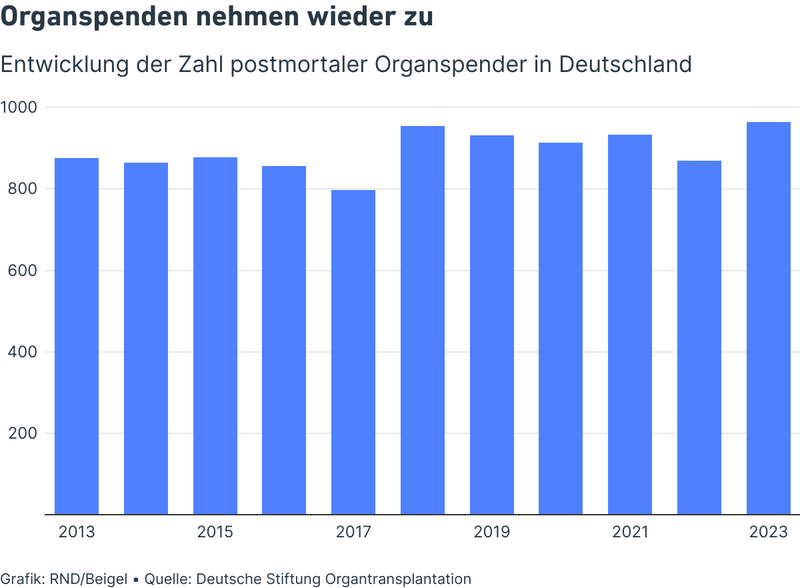 Organspenden nehmen wieder zu
Entwicklung der Zahl postmortaler Organspender in Deutschland
1000
800
600
400
200
2013 2015 2017 2019 2021 2023
Grafik: RND/Beigel • Quelle: Deutsche Stiftung Organtransplantation